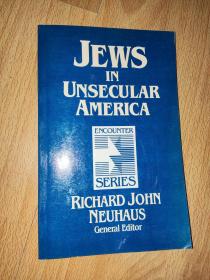 JEWS
IN
UNSECULAR
AMERICA
ENCOUNTER
SERIES
RICHARD JOHN
NEUHAUS
General Editor